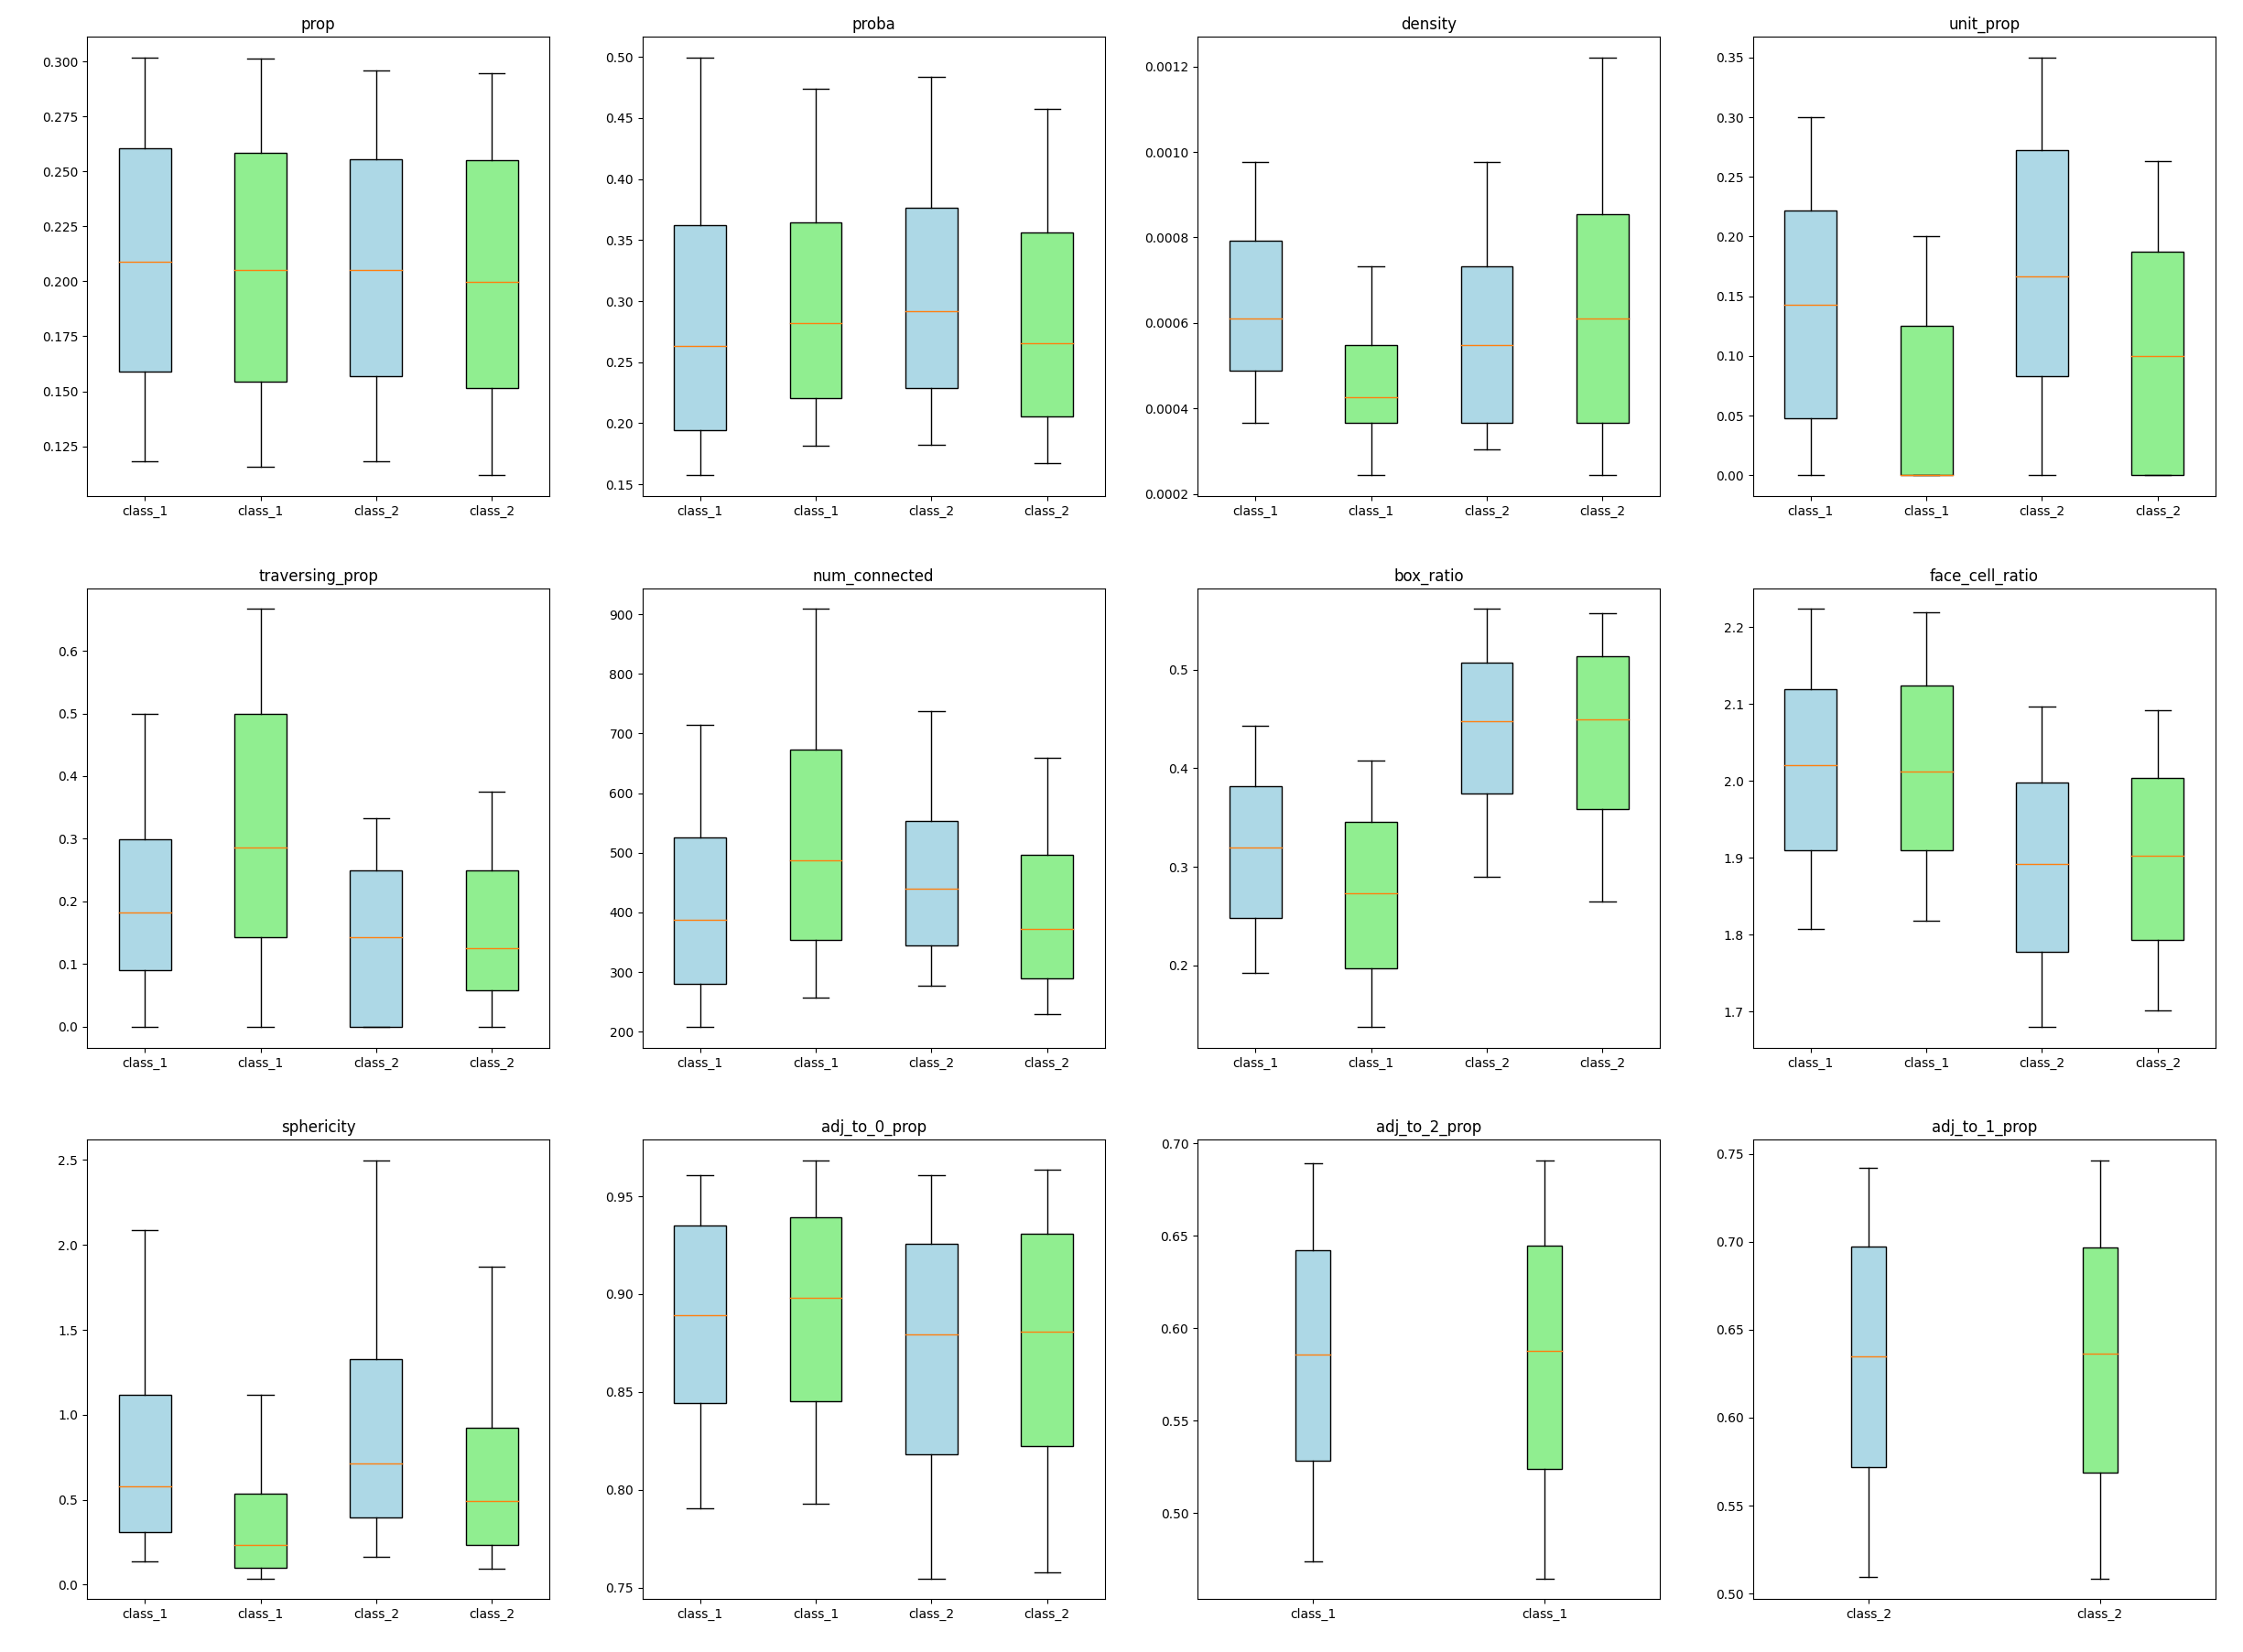 prop proba density unit_prop
0.300 0.50 0.0012 0.35
0.275 0.45 0.0010 0.30
0.250 0.40 0.0008 0.25
0.225 0.35 0.0006 0.20
0.200 0.30 0.0004 0.15
0.175 0.25 0.0002 0.10
0.150 0.20 0.05
0.125 0.15 0.00
class_1 class_1 class_2 class_2 class_1 class_1 class_2 class_2 class_1 class_1 class_2 class_2 class_1 class_1 class_2 class_2
traversing_prop num_connected box_ratio face_cell_ratio
0.6 900 0.5 2.2
0.5 800 0.4 2.1
0.4 700 0.3 2.0
0.3 600 0.2 1.9
0.2 500 1.8
0.1 400 1.7
0.0 300
200
class_1 class_1 class_2 class_2 class_1 class_1 class_2 class_2 class_1 class_1 class_2 class_2 class_1 class_1 class_2 class_2
sphericity adj_to_0_prop adj_to_2_prop adj_to_1_prop
2.5 0.95 0.70 0.75
2.0 0.90 0.65 0.70
1.5 0.85 0.60 0.65
1.0 0.80 0.55 0.60
0.5 0.75 0.50 0.55
0.0 0.50
class_1 class_1 class_2 class_2 class_1 class_1 class_2 class_2 class_1 class_1 class_2 class_2